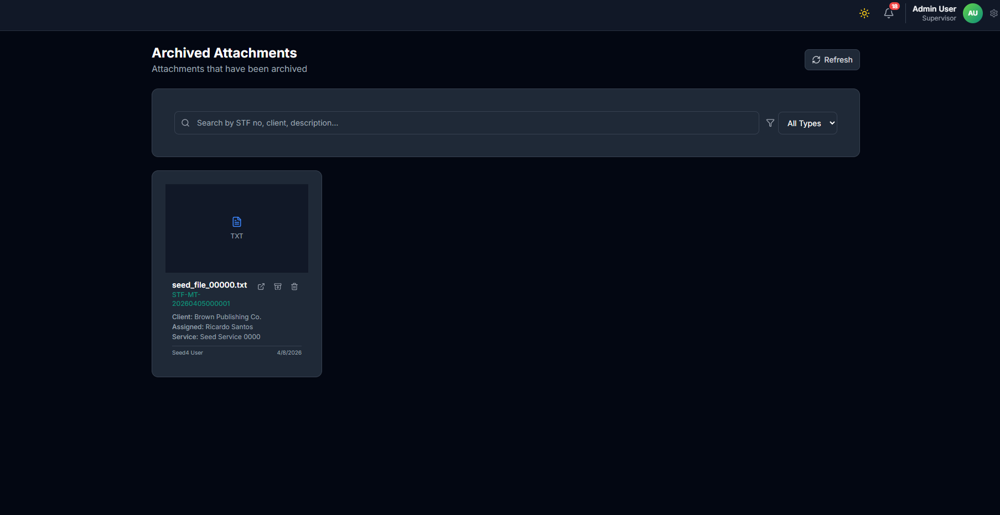 18
Admin User
Supervisor
AU
Archived Attachments
Attachments that have been archived
Refresh
Search by STF no, client, description...
All Types
TXT
seed_file_00000.txt
STF-MT-
20260405000001
Client: Brown Publishing Co.
Assigned: Ricardo Santos
Service: Seed Service 0000
Seed4 User
4/8/2026